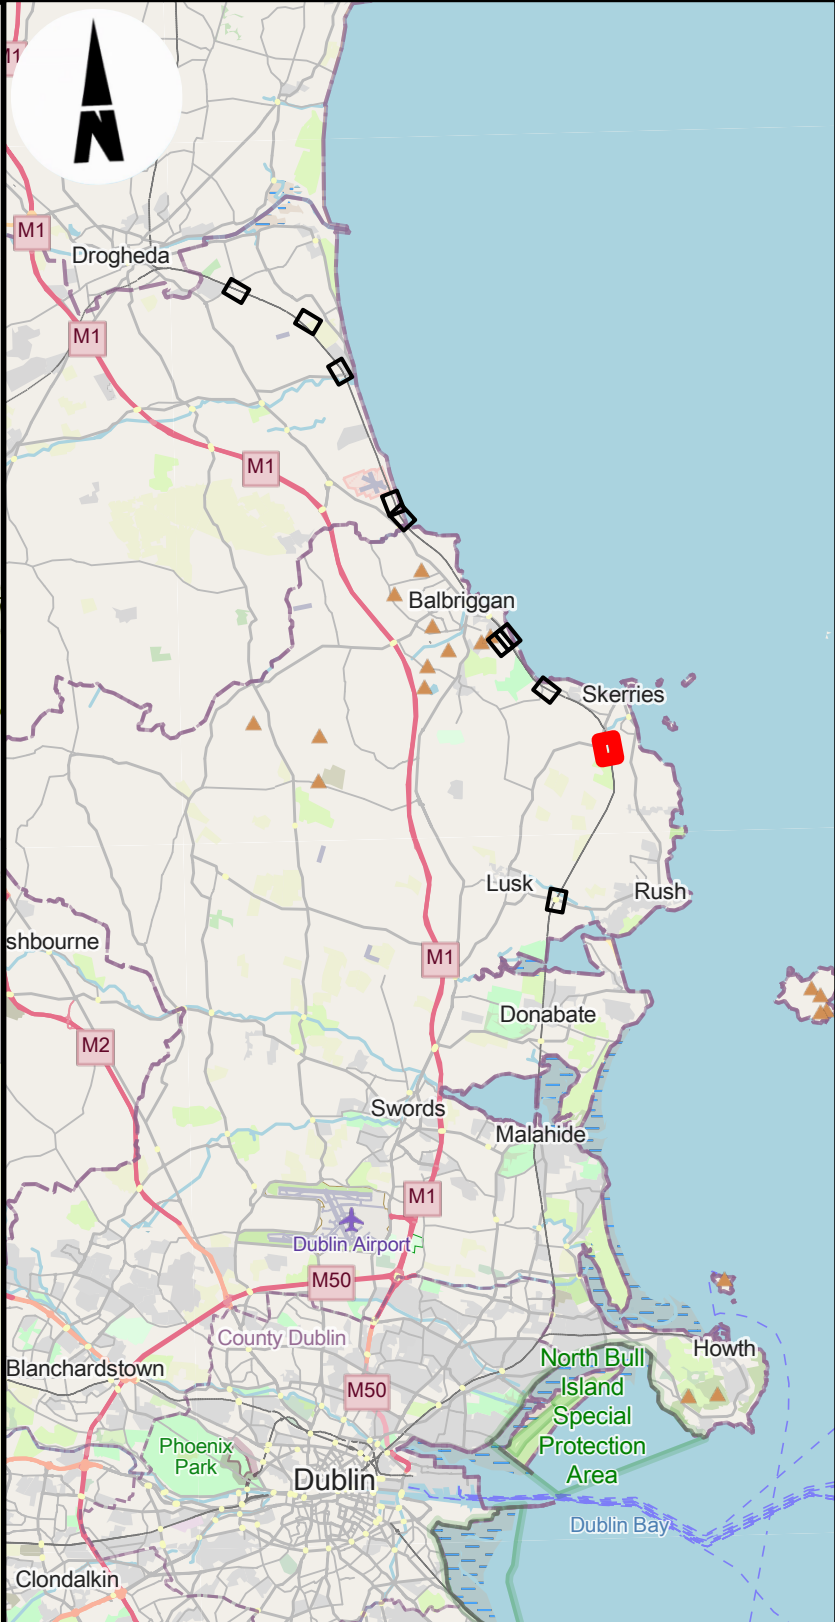 M1
N
M1
Drogheda
M1
M1
Balbriggan
Skerries
Lusk
Rush
shbourne
M1
Donabate
M2
Swords
Malahide
M1
Dublin Airport
M50
County Dublin
North Bull
Island
Special
Protection
Area
Howth
Blanchardstown
M50
Phoenix
Park
Dublin
Dublin Bay
Clondalkin